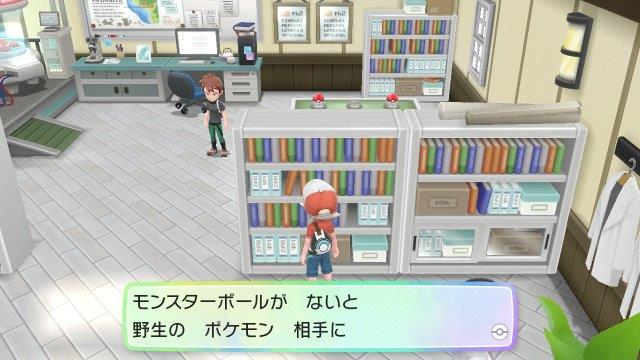 モンスターボールが　ないと
野生の　ポケモン　相手に